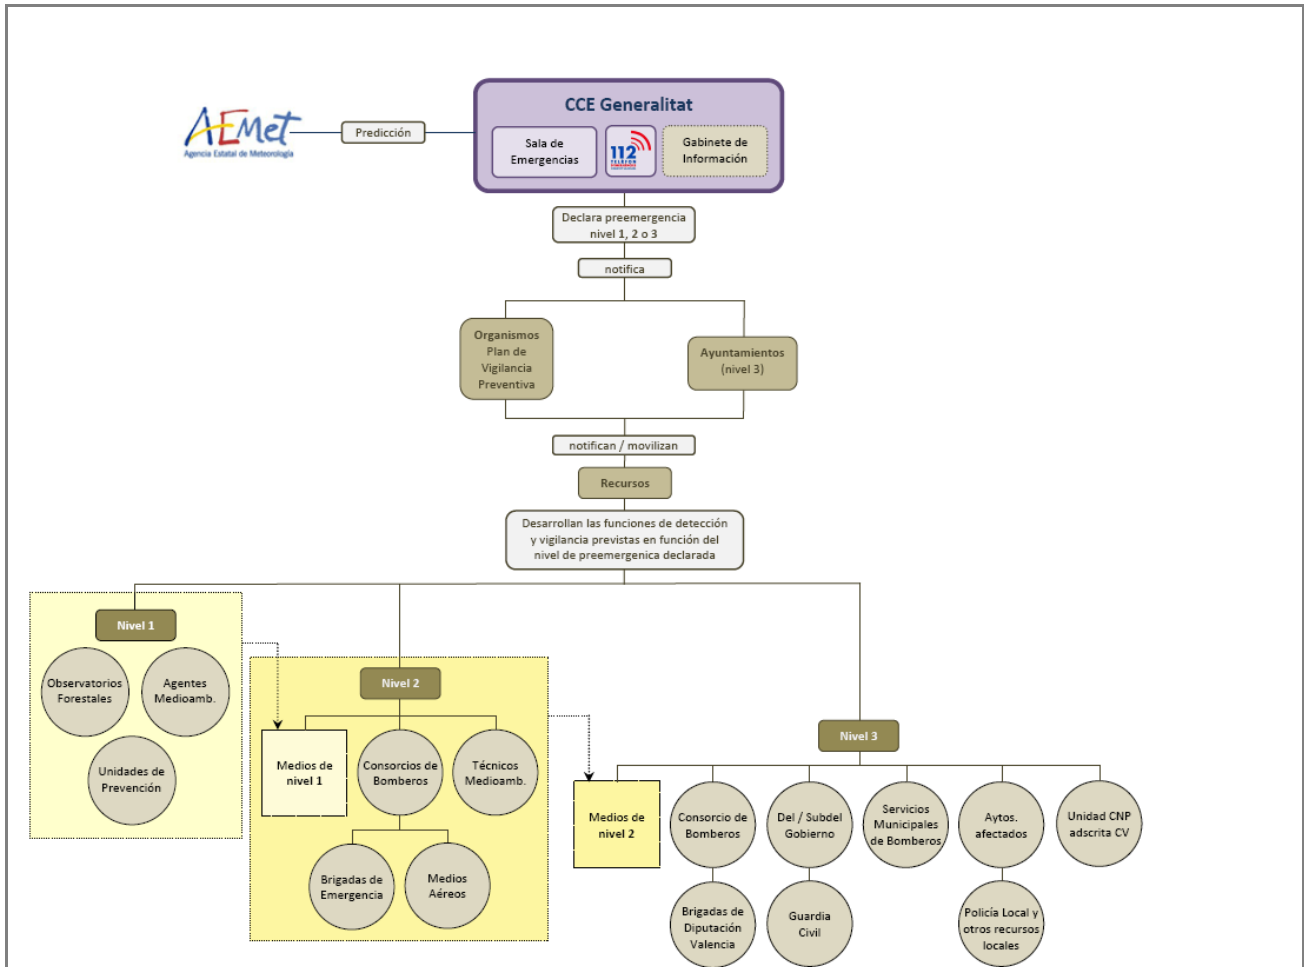 AEMet
Agencia Estatal de Meteorología
Predicción
CCE Generalitat
Sala de
Emergencias
112
Gabinete de
Información
Declara preemergencia
nivel 1, 2 o 3
notifica
Organismos
Plan de
Vigilancia
Preventiva
Ayuntamientos
(nivel 3)
notifican / movilizan
Recursos
Desarrollan las funciones de detección
y vigilancia previstas en función del
nivel de preemergenica declarada
Nivel 1
Observatorios
Forestales
Agentes
Medioamb.
Unidades de
Prevención
Nivel 2
Medios de
nivel 1
Consorcios de
Bomberos
Técnicos
Medioamb.
Brigadas de
Emergencia
Medios
Aéreos
Nivel 3
Medios de
nivel 2
Consorcio de
Bomberos
Del / Subdel
Gobierno
Servicios
Municipales
de Bomberos
Aytos.
afectados
Unidad CNP
adscrita CV
Brigadas de
Diputación
Valencia
Guardia
Civil
Policía Local y
otros recursos
locales